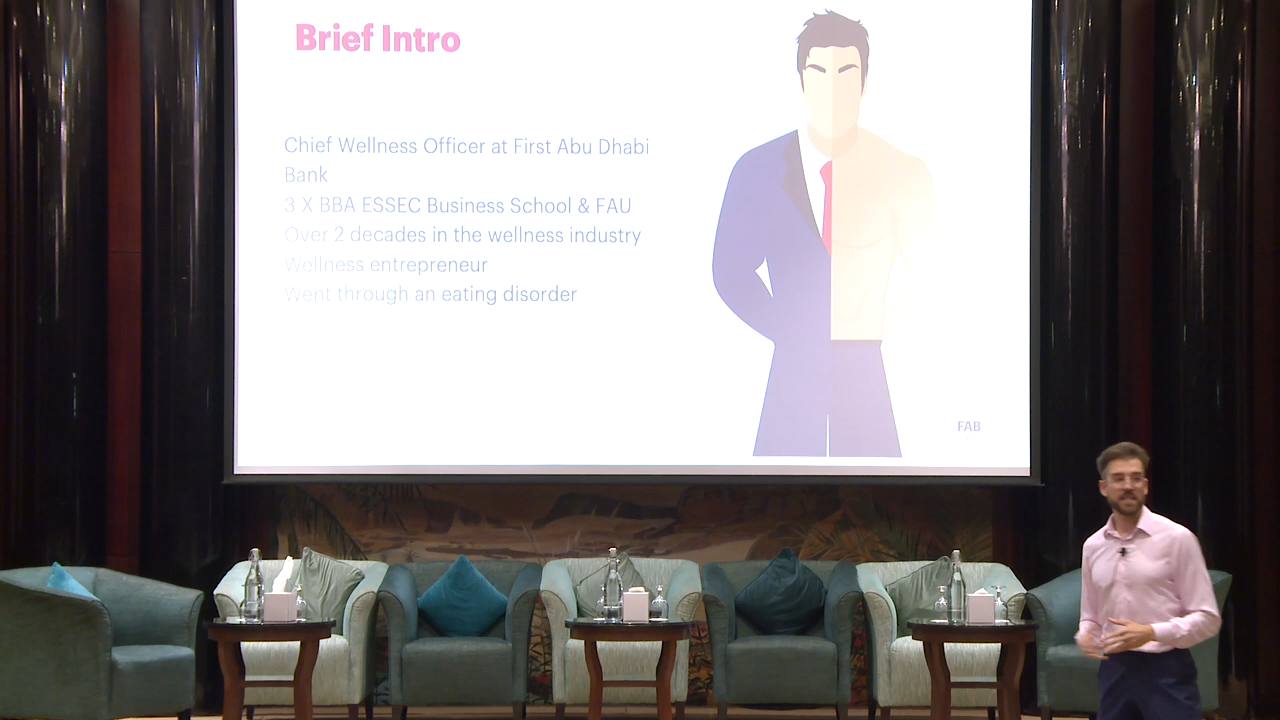 Brief Intro
Chief Wellness Officer at First Abu Dhabi
Bank
3 X BBA ESSEC Business School & FAU
Over 2 decades in the wellness industry
Wellness entrepreneur
Went through an eating disorder
FAB